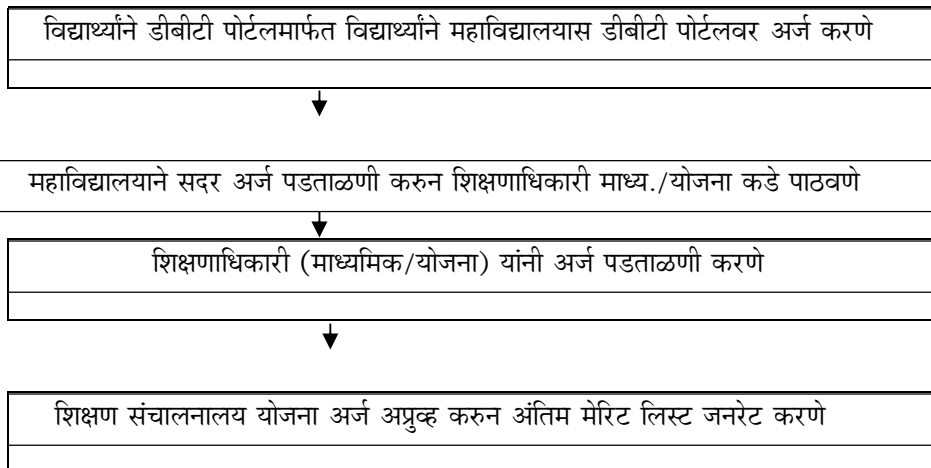 विद्यार्थ्यांने डीबीटी पोर्टलमार्फत विद्यार्थ्यांने महाविद्यालयास डीबीटी पोर्टलवर अर्ज करणे
महाविद्यालयाने सदर अर्ज पडताळणी करुन शिक्षणाधिकारी माध्य./योजना कडे पाठवणे
शिक्षणाधिकारी (माध्यमिक/योजना) यांनी अर्ज पडताळणी करणे
शिक्षण संचालनालय योजना अर्ज अप्रुव्ह करुन अंतिम मेरिट लिस्ट जनरेट करणे